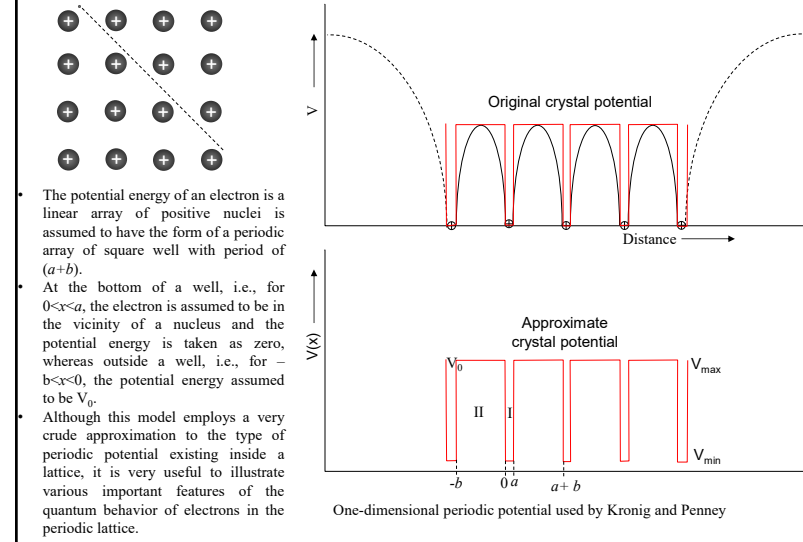 • The potential energy of an electron is a
linear array of positive nuclei is
assumed to have the form of a periodic
array of square well with period of
(a+b).
• At the bottom of a well, i.e., for
0<x<a, the electron is assumed to be in
the vicinity of a nucleus and the
potential energy is taken as zero,
whereas outside a well, i.e., for –
b<x<0, the potential energy assumed
to be V₀.
• Although this model employs a very
crude approximation to the type of
periodic potential existing inside a
lattice, it is very useful to illustrate
various important features of the
quantum behavior of electrons in the
periodic lattice.
V
Original crystal potential
Distance
V(x)
Approximate
crystal potential
V₀
Vmax
II
I
Vmin
-b
0
a
a+ b
One-dimensional periodic potential used by Kronig and Penney